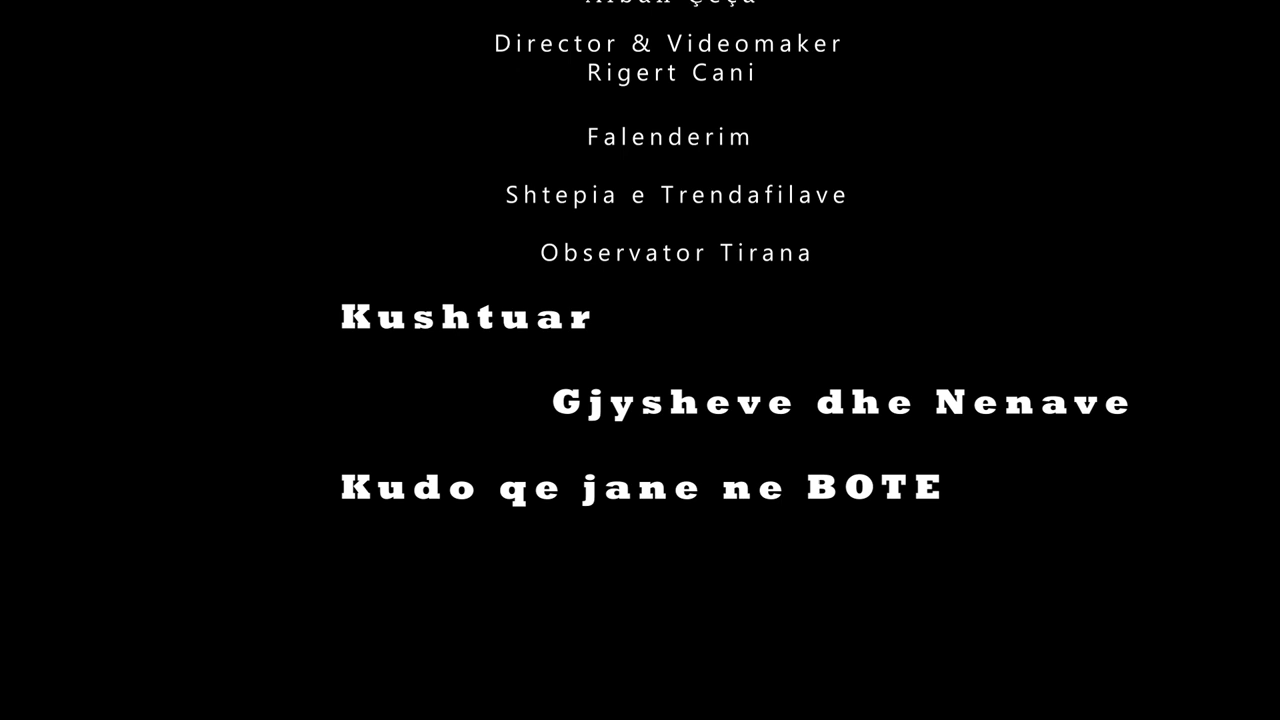 Director & Videomaker
Rigert Cani
Falenderim
Shtepia e Trendafilave
Observator Tirana
Kushtuar
Gjysheve dhe Nenave
Kudo qe jane ne BOTE